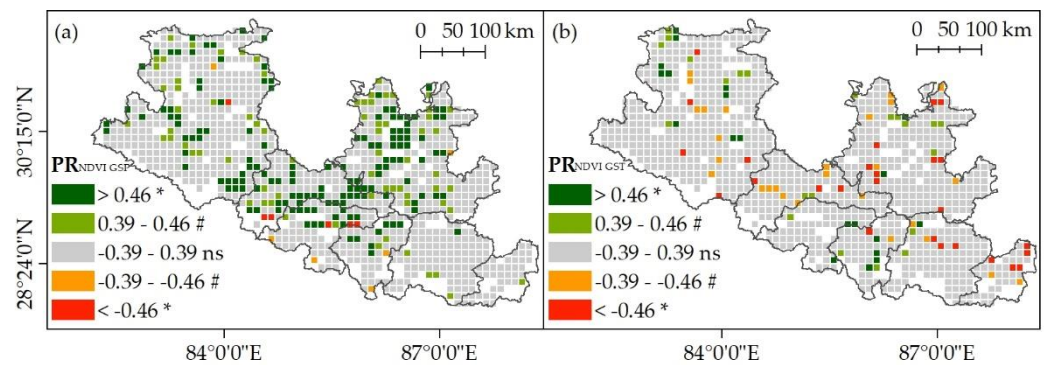 (a)
0 50 100 km
PRNDVI GSP
> 0.46 *
0.39 - 0.46 #
-0.39 - 0.39 ns
-0.39 - -0.46 #
< -0.46 *
(b)
0 50 100 km
PRNDVI GST
> 0.46 *
0.39 - 0.46 #
-0.39 - 0.39 ns
-0.39 - -0.46 #
< -0.46 *
30°15'0"N
28°24'0"N
84°0'0"E
87°0'0"E
84°0'0"E
87°0'0"E